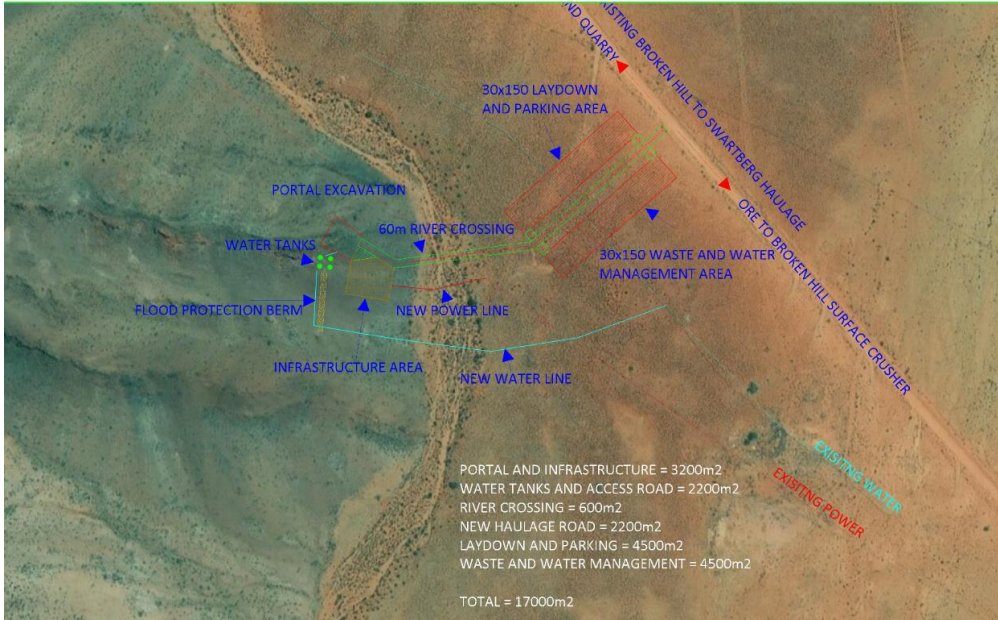 ISTING BROKEN HILL TO SWARTBERG HAULAGE
ND QUARRY
30x150 LAYDOWN
AND PARKING AREA
ORE TO BROKEN HILL SURFACE CRUSHER
PORTAL EXCAVATION
60m RIVER CROSSING
WATER TANKS
30x150 WASTE AND WATER
MANAGEMENT AREA
FLOOD PROTECTION BERM
NEW POWER LINE
INFRASTRUCTURE AREA
NEW WATER LINE
EXISITNG WATER
EXISITNG POWER
PORTAL AND INFRASTRUCTURE = 3200m2
WATER TANKS AND ACCESS ROAD = 2200m2
RIVER CROSSING = 600m2
NEW HAULAGE ROAD = 2200m2
LAYDOWN AND PARKING = 4500m2
WASTE AND WATER MANAGEMENT = 4500m2
TOTAL = 17000m2